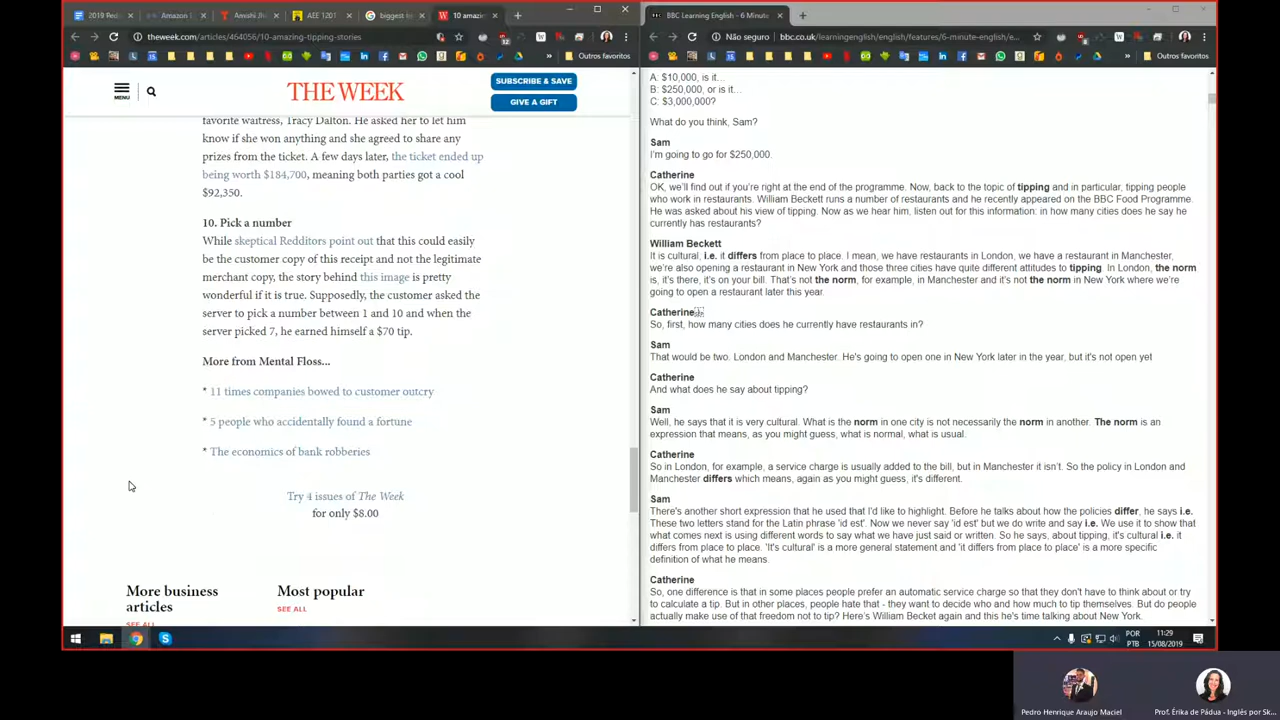 2019 Pedr
Amazon
Amishi Jh
AEE 1201
biggest
10 amazin
theweek.com/articles/464056/10-amazing-tipping-stories
Outros favoritos
MENU
THE WEEK
SUBSCRIBE & SAVE
GIVE A GIFT
favorite waitress, Tracy Dalton. He asked her to let him
know if she won anything and she agreed to share any
prizes from the ticket. A few days later, the ticket ended up
being worth $184,700, meaning both parties got a cool
$92,350.
10. Pick a number
While skeptical Redditors point out that this could easily
be the customer copy of this receipt and not the legitimate
merchant copy, the story behind this image is pretty
wonderful if it is true. Supposedly, the customer asked the
server to pick a number between 1 and 10 and when the
server picked 7, he earned himself a $70 tip.
More from Mental Floss...
* 11 times companies bowed to customer outcry
* 5 people who accidentally found a fortune
* The economics of bank robberies
Try 4 issues of The Week
for only $8.00
More business
articles
SEE ALL
Most popular
SEE ALL
BBC Learning English - 6 Minute
Não seguro
bbc.co.uk/learningenglish/english/features/6-minute-english/e...
Outros favoritos
A: $10,000, is it…
B: $250,000, or is it…
C: $3,000,000?
What do you think, Sam?
Sam
I'm going to go for $250,000.
Catherine
OK, we'll find out if you're right at the end of the programme. Now, back to the topic of tipping and in particular, tipping people
who work in restaurants. William Beckett runs a number of restaurants and he recently appeared on the BBC Food Programme.
He was asked about his view of tipping. Now as we hear him, listen out for this information: in how many cities does he say he
currently has restaurants?
William Beckett
It is cultural, i.e. it differs from place to place. I mean, we have restaurants in London, we have a restaurant in Manchester,
we're also opening a restaurant in New York and those three cities have quite different attitudes to tipping. In London, the norm
is, it's there, it's on your bill. That's not the norm, for example, in Manchester and it's not the norm in New York where we're
going to open a restaurant later this year.
Catherine
So, first, how many cities does he currently have restaurants in?
Sam
That would be two. London and Manchester. He's going to open one in New York later in the year, but it's not open yet
Catherine
And what does he say about tipping?
Sam
Well, he says that it is very cultural. What is the norm in one city is not necessarily the norm in another. The norm is an
expression that means, as you might guess, what is normal, what is usual.
Catherine
So in London, for example, a service charge is usually added to the bill, but in Manchester it isn't. So the policy in London and
Manchester differs which means, again as you might guess, it's different.
Sam
There's another short expression that he used that I'd like to highlight. Before he talks about how the policies differ, he says i.e.
These two letters stand for the Latin phrase 'id est'. Now we never say 'id est' but we do write and say i.e. We use it to show that
what comes next is using different words to say what we have just said or written. So he says, about tipping, it's cultural i.e. it
differs from place to place. 'It's cultural' is a more general statement and 'it differs from place to place' is a more specific
definition of what he means.
Catherine
So, one difference is that in some places people prefer an automatic service charge so that they don't have to think about or try
to calculate a tip. But in other places, people hate that - they want to decide who and how much to tip themselves. But do people
actually make use of that freedom not to tip? Here's William Becket again and this he's time talking about New York.
POR
PTB
11:29
15/08/2019
Pedro Henrique Araujo Maciel
Prof. Érika de Pádua - Inglês por Sk...